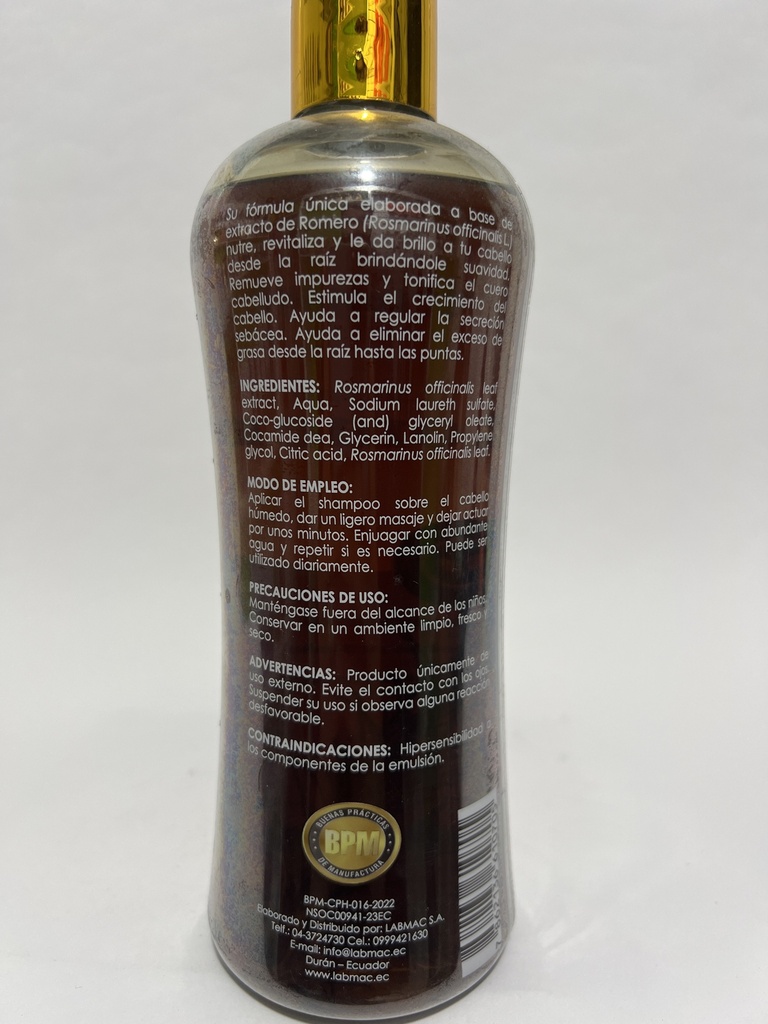 Su fórmula única elaborada a base de
extracto de Romero (Rosmarinus officinalis L.)
nutre, revitaliza y le da brillo a tu cabello
desde la raíz brindándole suavidad.
Remueve impurezas y tonifica el cuero
cabelludo. Estimula el crecimiento del
cabello. Ayuda a regular la secreción
sebácea. Ayuda a eliminar el exceso de
grasa desde la raíz hasta las puntas.
INGREDIENTES: Rosmarinus officinalis leaf
extract, Aqua, Sodium laureth sulfate,
Coco-glucoside (and) glyceryl oleate,
Cocamide dea, Glycerin, Lanolin, Propylene
glycol, Citric acid, Rosmarinus officinalis leaf.
MODO DE EMPLEO:
Aplicar el shampoo sobre el cabello
húmedo, dar un ligero masaje y dejar actuar
por unos minutos. Enjuagar con abundante
agua y repetir si es necesario. Puede ser
utilizado diariamente.
PRECAUCIONES DE USO:
Manténgase fuera del alcance de los niños.
Conservar en un ambiente limpio, fresco y
seco.
ADVERTENCIAS: Producto únicamente de
uso externo. Evite el contacto con los ojos.
Suspender su uso si observa alguna reacción
desfavorable.
CONTRAINDICACIONES: Hipersensibilidad a
los componentes de la emulsión.
BUENAS PRÁCTICAS
BPM
DE MANUFACTURA
BPM-CPH-016-2022
NSOC00941-23EC
Elaborado y Distribuido por: LABMAC S.A.
Telf.: 04-3724730 Cel.: 0999421630
E-mail: info@labmac.ec
Durán – Ecuador
www.labmac.ec